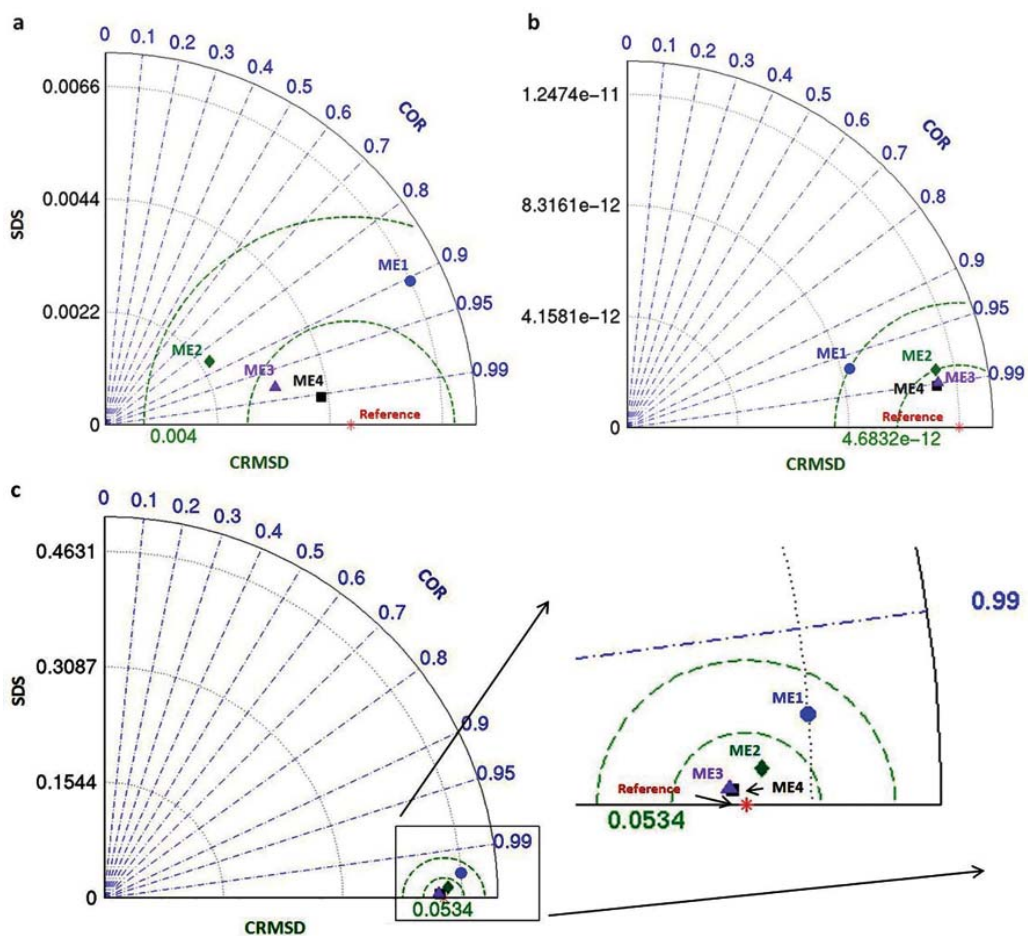 a
0
0.1
0.2
0.3
0.4
0.5
0.6
0.7
0.8
0.9
0.95
0.99
COR
0.0066
0.0044
0.0022
0
SDS
ME1
ME2
ME3
ME4
Reference
0.004
CRMSD
b
0
0.1
0.2
0.3
0.4
0.5
0.6
0.7
0.8
0.9
0.95
0.99
COR
1.2474e−11
8.3161e−12
4.1581e−12
0
ME1
ME2
ME3
ME4
Reference
4.6832e−12
CRMSD
c
0
0.1
0.2
0.3
0.4
0.5
0.6
0.7
0.8
0.9
0.95
0.99
COR
0.4631
0.3087
0.1544
0
SDS
0.0534
CRMSD
0.99
ME1
ME2
ME3
ME4
Reference
0.0534